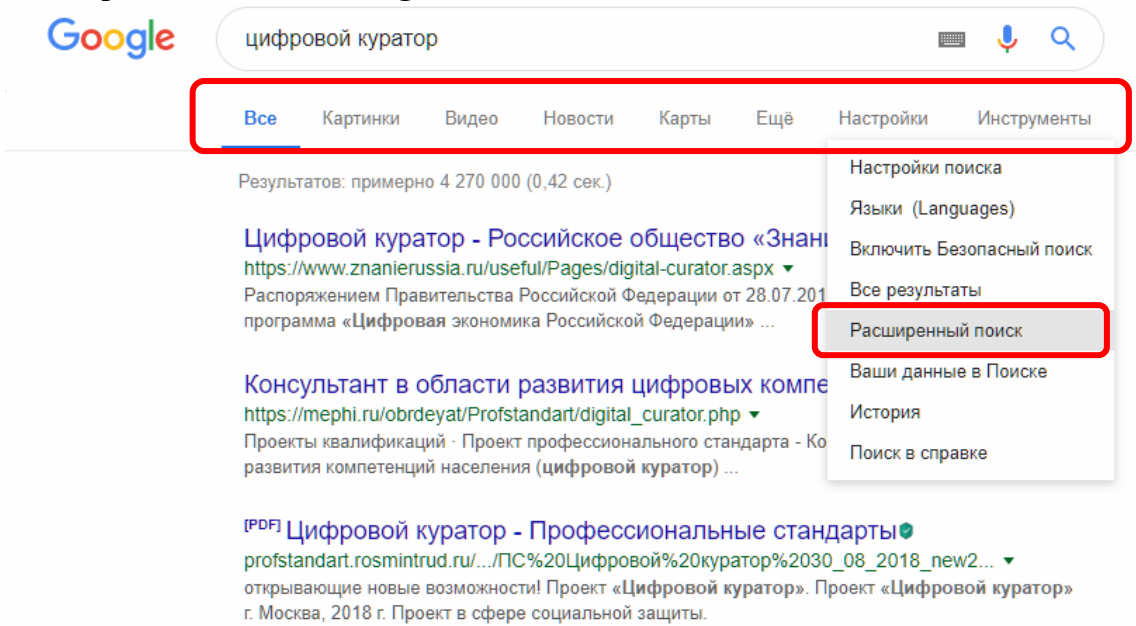 Google
цифровой куратор
Все Картинки Видео Новости Карты Ещё Настройки Инструменты
Результатов: примерно 4 270 000 (0,42 сек.)
Настройки поиска
Языки (Languages)
Включить Безопасный поиск
Все результаты
Расширенный поиск
Ваши данные в Поиске
История
Поиск в справке
Цифровой куратор - Российское общество «Знани
https://www.znanierussia.ru/useful/Pages/digital-curator.aspx
Распоряжением Правительства Российской Федерации от 28.07.201
программа «Цифровая экономика Российской Федерации» ...
Консультант в области развития цифровых компе
https://mephi.ru/obrdeyat/Profstandart/digital_curator.php
Проекты квалификаций · Проект профессионального стандарта - Ко
развития компетенций населения (цифровой куратор) ...
[PDF] Цифровой куратор - Профессиональные стандарты
profstandart.rosmintrud.ru/.../ПС%20Цифровой%20куратор%2030_08_2018_new2...
открывающие новые возможности! Проект «Цифровой куратор». Проект «Цифровой куратор»
г. Москва, 2018 г. Проект в сфере социальной защиты.